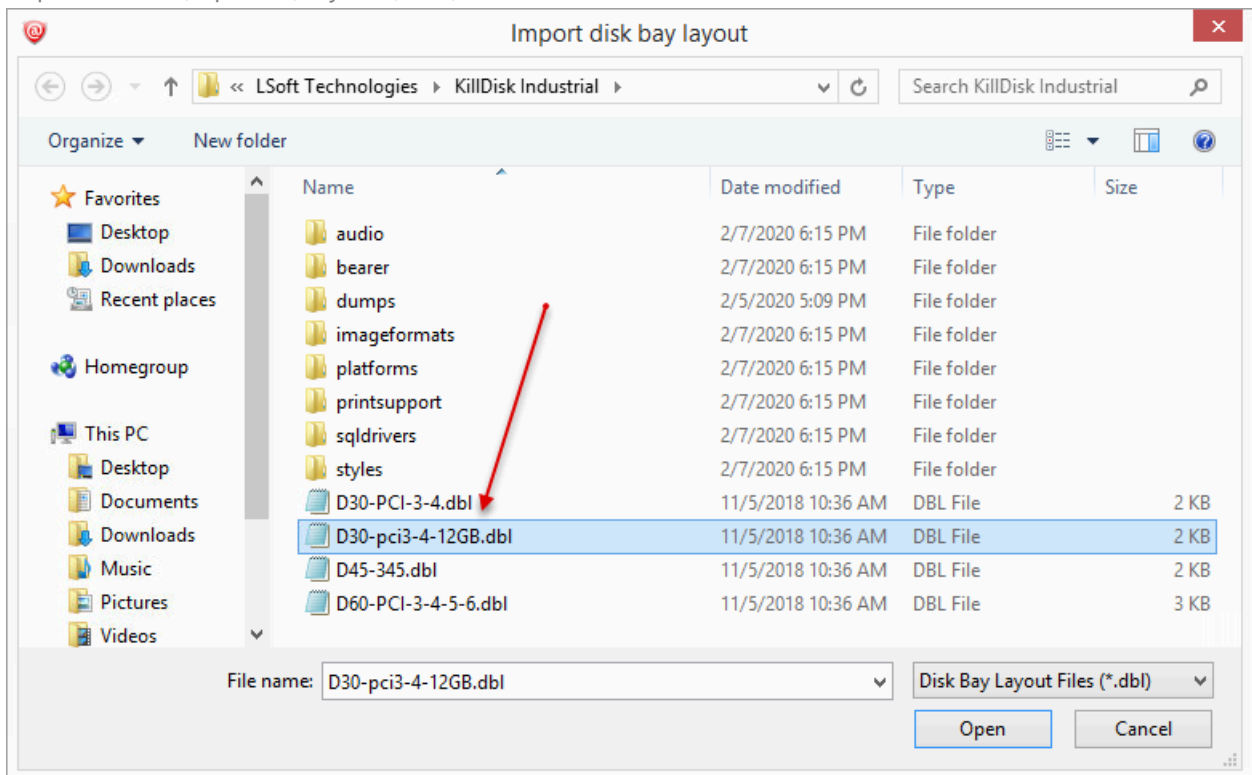 Import disk bay layout
« LSoft Technologies ▸ KillDisk Industrial ▸
Search KillDisk Industrial
Organize
New folder
Name Date modified Type Size
Favorites
Desktop
Downloads
Recent places
Homegroup
This PC
Desktop
Documents
Downloads
Music
Pictures
Videos
audio 2/7/2020 6:15 PM File folder
bearer 2/7/2020 6:15 PM File folder
dumps 2/5/2020 5:09 PM File folder
imageformats 2/7/2020 6:15 PM File folder
platforms 2/7/2020 6:15 PM File folder
printsupport 2/7/2020 6:15 PM File folder
sqldrivers 2/7/2020 6:15 PM File folder
styles 2/7/2020 6:15 PM File folder
D30-PCI-3-4.dbl 11/5/2018 10:36 AM DBL File 2 KB
D30-pci3-4-12GB.dbl 11/5/2018 10:36 AM DBL File 2 KB
D45-345.dbl 11/5/2018 10:36 AM DBL File 2 KB
D60-PCI-3-4-5-6.dbl 11/5/2018 10:36 AM DBL File 3 KB
File name: D30-pci3-4-12GB.dbl
Disk Bay Layout Files (*.dbl)
Open Cancel